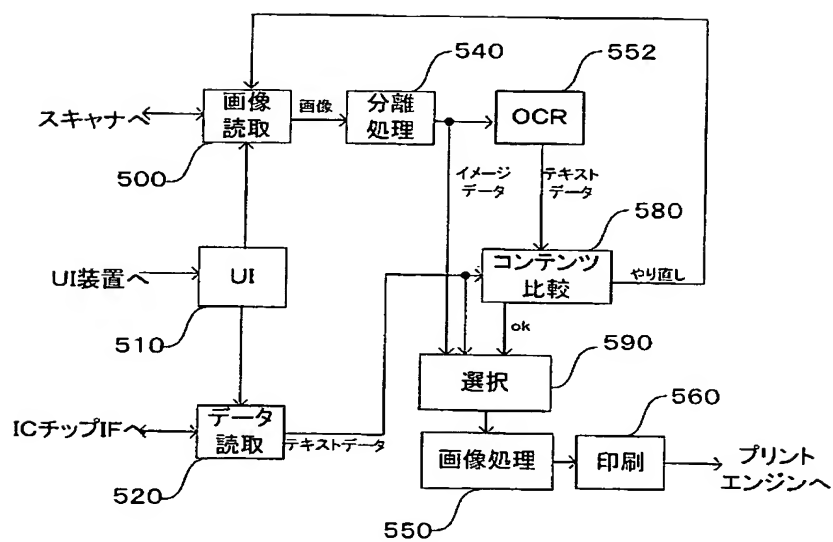 540
552
スキャナへ
画像
読取
画像
分離
処理
OCR
500
イメージ
データ
テキスト
データ
580
UI装置へ
UI
コンテンツ
比較
やり直し
510
ok
590
選択
ICチップIFへ
データ
読取
テキストデータ
560
520
画像処理
印刷
プリント
エンジンへ
550